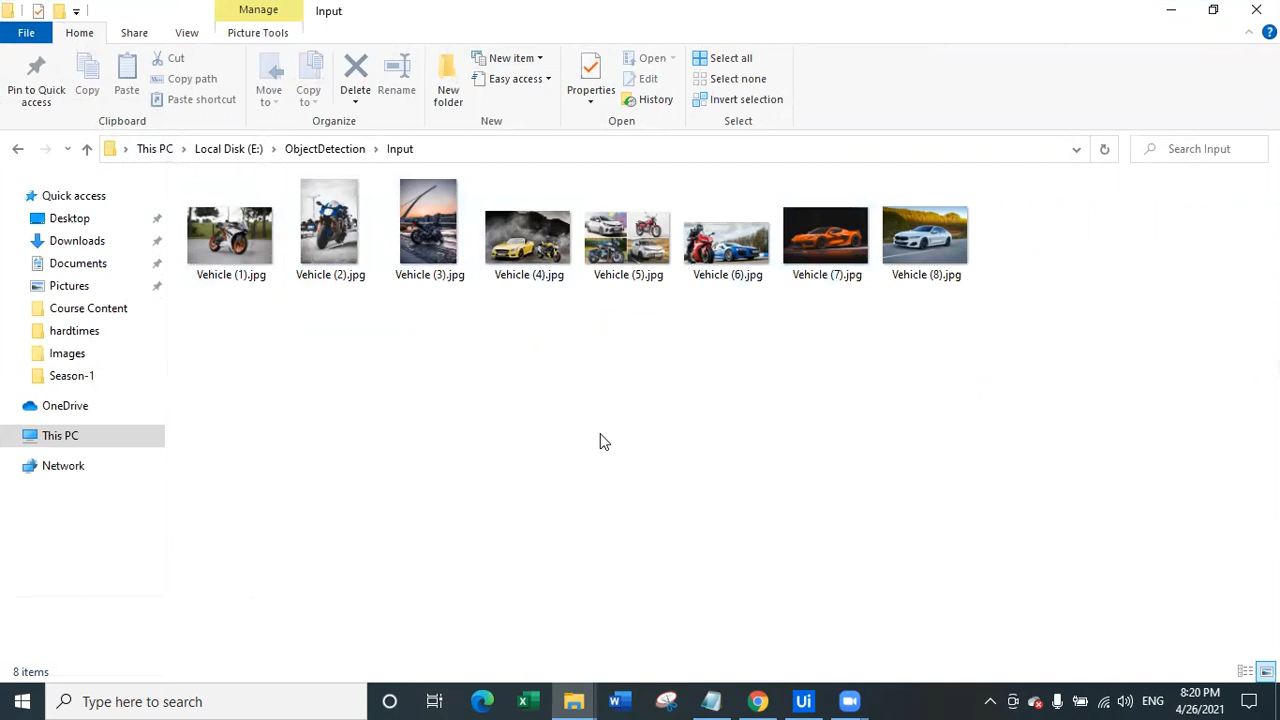 Manage
Input
File
Home
Share
View
Picture Tools
Pin to Quick access
Copy
Paste
Cut
Copy path
Paste shortcut
Clipboard
Move to
Copy to
Delete
Rename
Organize
New folder
New item
Easy access
New
Properties
Open
Edit
History
Open
Select all
Select none
Invert selection
Select
This PC
Local Disk (E:)
ObjectDetection
Input
Search Input
Quick access
Desktop
Downloads
Documents
Pictures
Course Content
hardtimes
Images
Season-1
OneDrive
This PC
Network
Vehicle (1).jpg
Vehicle (2).jpg
Vehicle (3).jpg
Vehicle (4).jpg
Vehicle (5).jpg
Vehicle (6).jpg
Vehicle (7).jpg
Vehicle (8).jpg
8 items
Type here to search
Ui
ENG
8:20 PM
4/26/2021